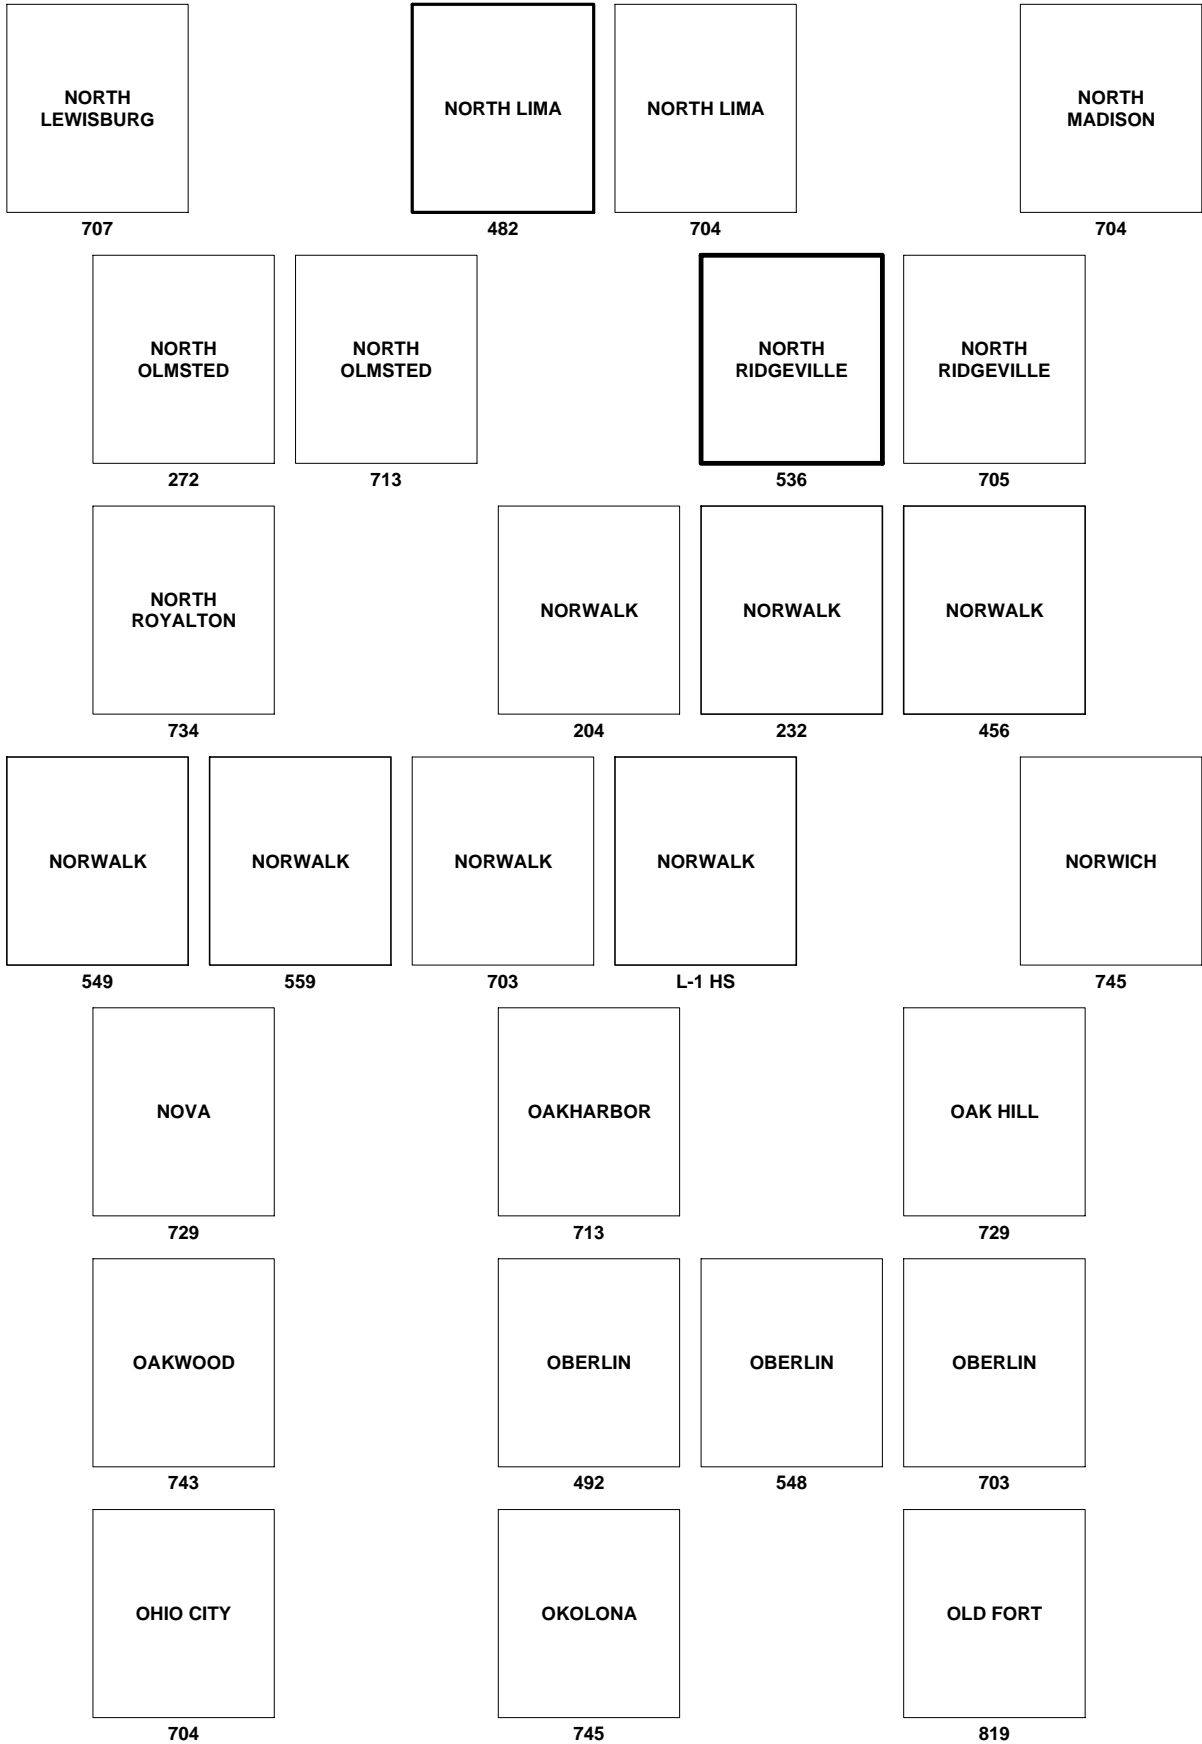 NORTH
LEWISBURG
NORTH LIMA
NORTH LIMA
NORTH
MADISON
707
482
704
704
NORTH
OLMSTED
NORTH
OLMSTED
NORTH
RIDGEVILLE
NORTH
RIDGEVILLE
272
713
536
705
NORTH
ROYALTON
NORWALK
NORWALK
NORWALK
734
204
232
456
NORWALK
NORWALK
NORWALK
NORWALK
NORWICH
549
559
703
L-1 HS
745
NOVA
OAKHARBOR
OAK HILL
729
713
729
OAKWOOD
OBERLIN
OBERLIN
OBERLIN
743
492
548
703
OHIO CITY
OKOLONA
OLD FORT
704
745
819